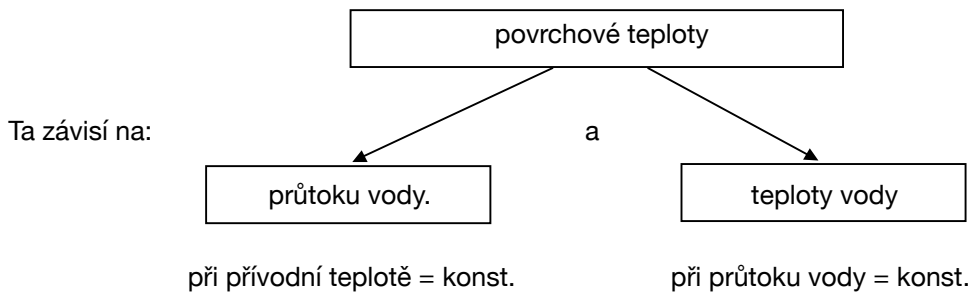 povrchové teploty
Ta závisí na:
a
průtoku vody.
teploty vody
při přívodní teplotě = konst.
při průtoku vody = konst.